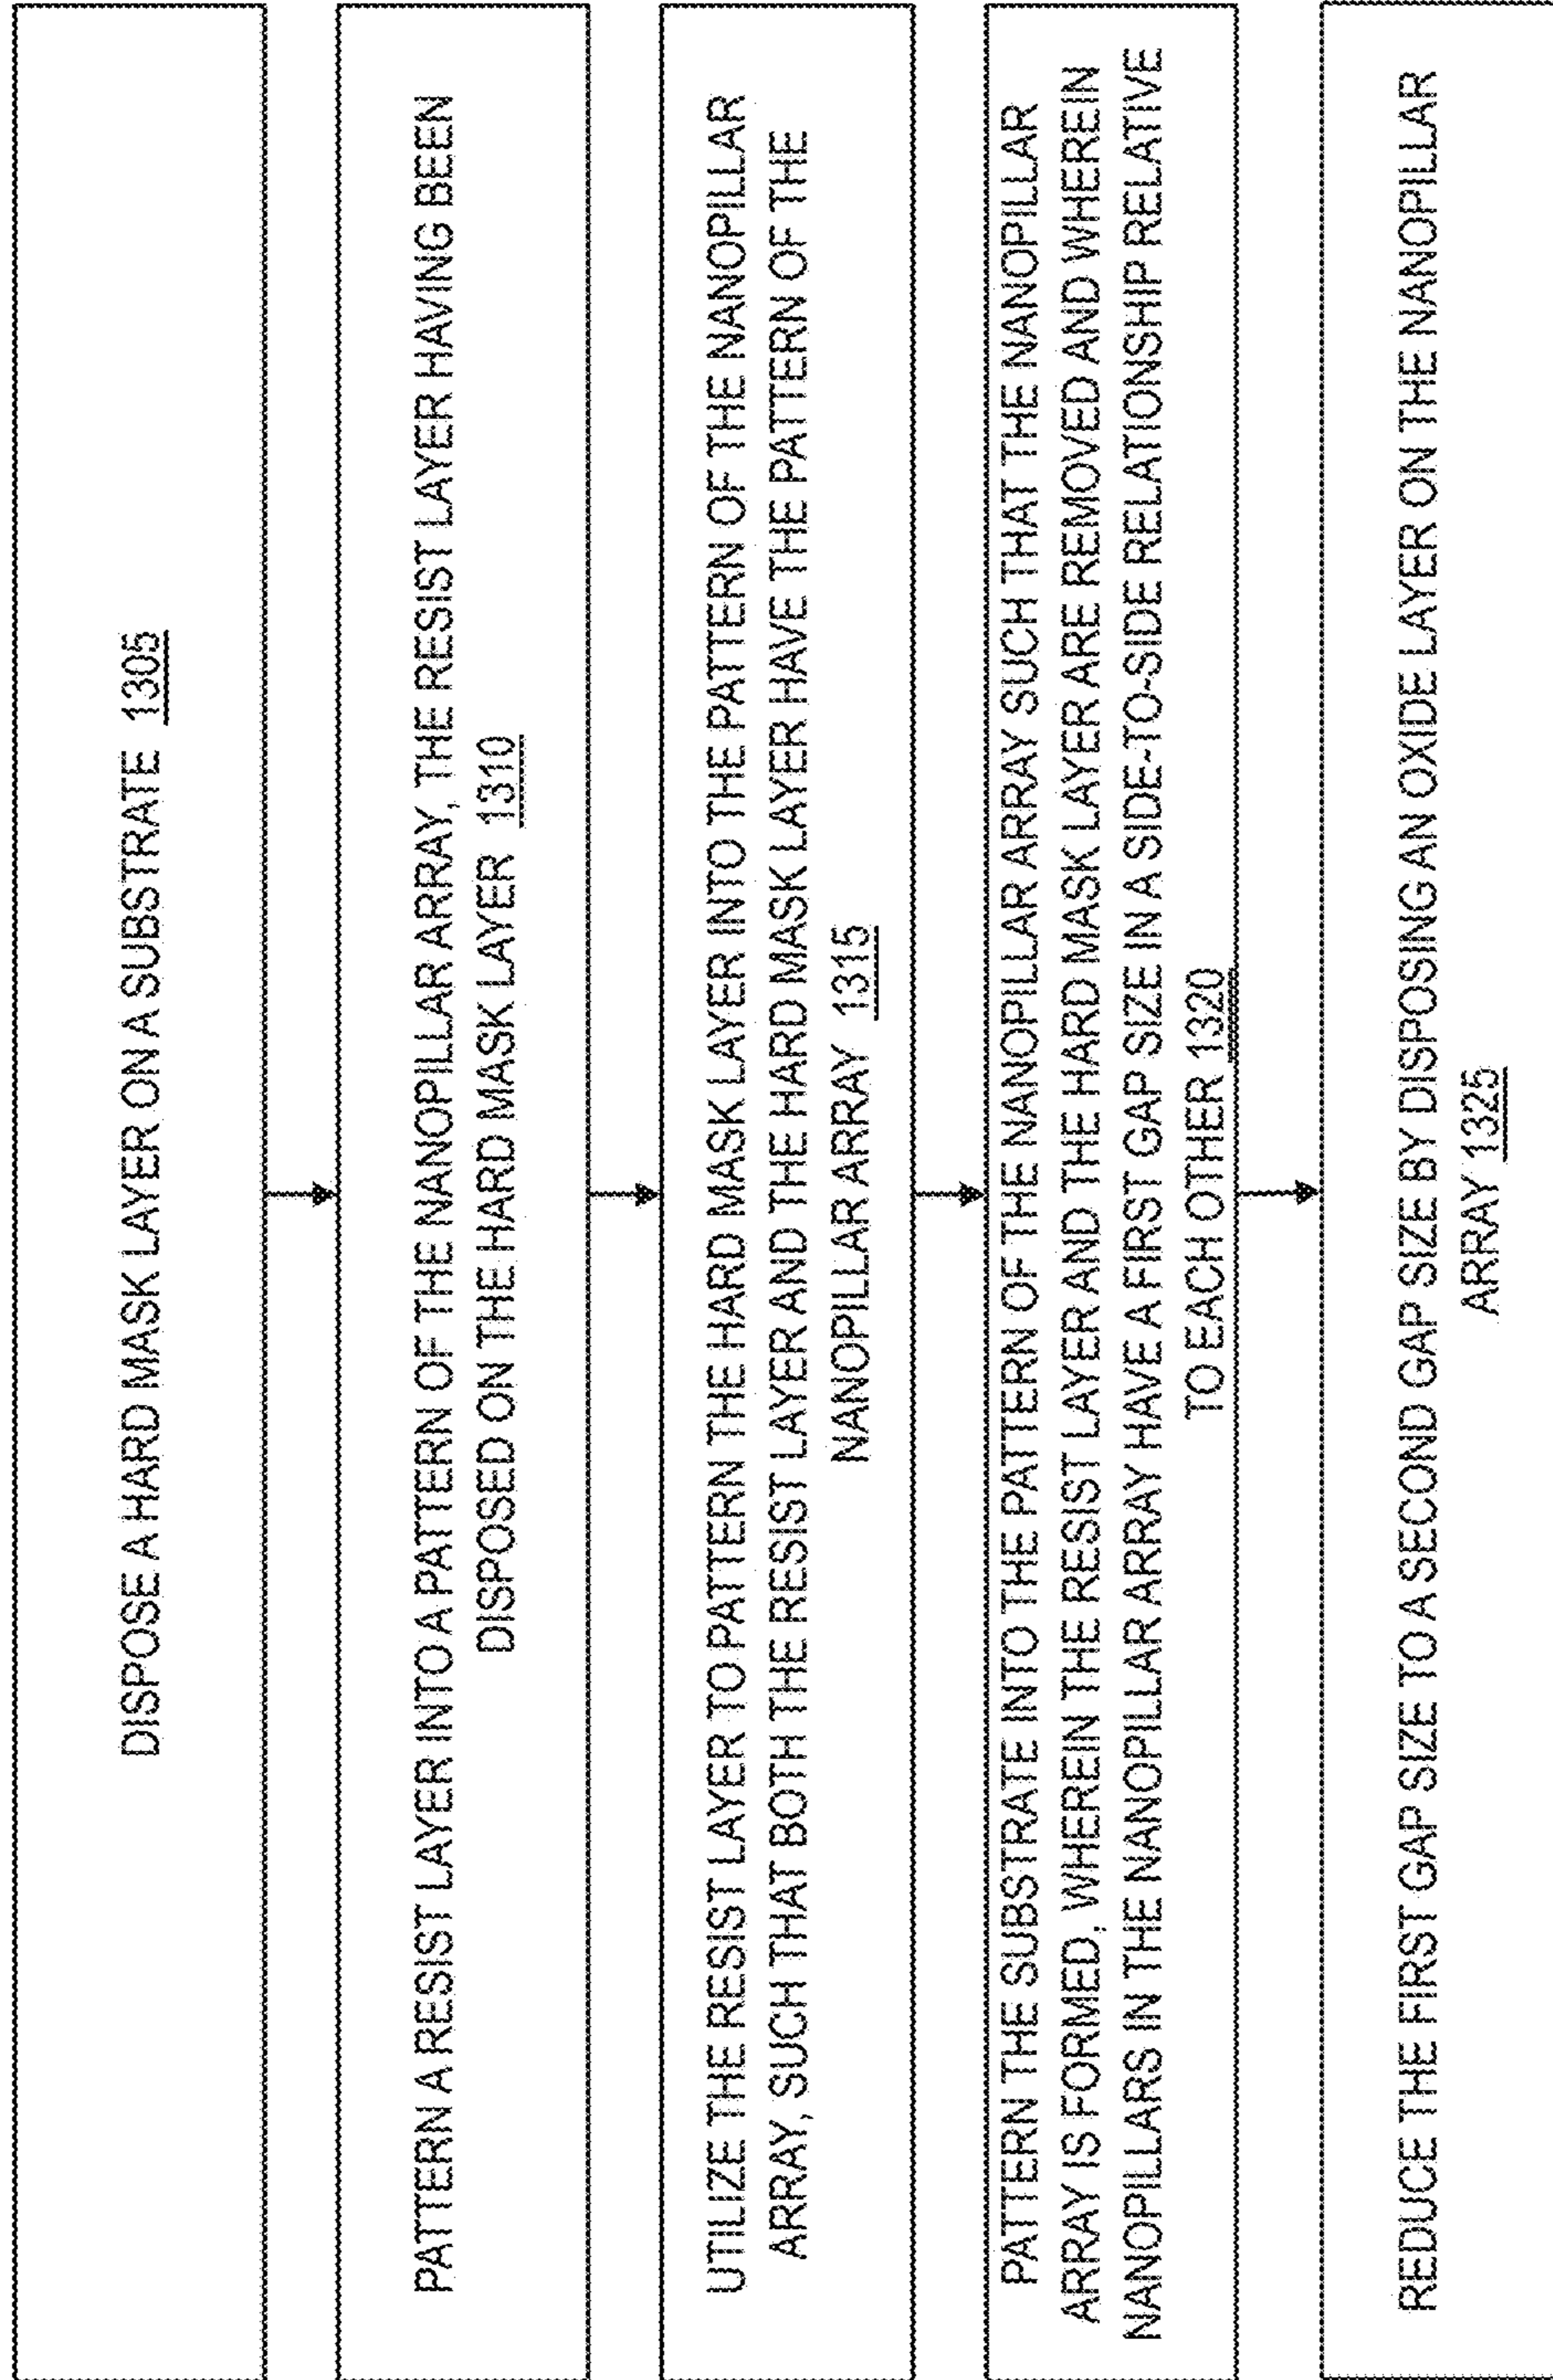 DISPOSE A HARD MASK LAYER ON A SUBSTRATE 1305
PATTERN A RESIST LAYER INTO A PATTERN OF THE NANOPILLAR ARRAY, THE RESIST LAYER HAVING BEEN
DISPOSED ON THE HARD MASK LAYER 1310
UTILIZE THE RESIST LAYER TO PATTERN THE HARD MASK LAYER INTO THE PATTERN OF THE NANOPILLAR
ARRAY, SUCH THAT BOTH THE RESIST LAYER AND THE HARD MASK LAYER HAVE THE PATTERN OF THE
NANOPILLAR ARRAY 1315
PATTERN THE SUBSTRATE INTO THE PATTERN OF THE NANOPILLAR ARRAY SUCH THAT THE NANOPILLAR
ARRAY IS FORMED, WHEREIN THE RESIST LAYER AND THE HARD MASK LAYER ARE REMOVED AND WHEREIN
NANOPILLARS IN THE NANOPILLAR ARRAY HAVE A FIRST GAP SIZE IN A SIDE-TO-SIDE RELATIONSHIP RELATIVE
TO EACH OTHER 1320
REDUCE THE FIRST GAP SIZE TO A SECOND GAP SIZE BY DISPOSING AN OXIDE LAYER ON THE NANOPILLAR
ARRAY 1325